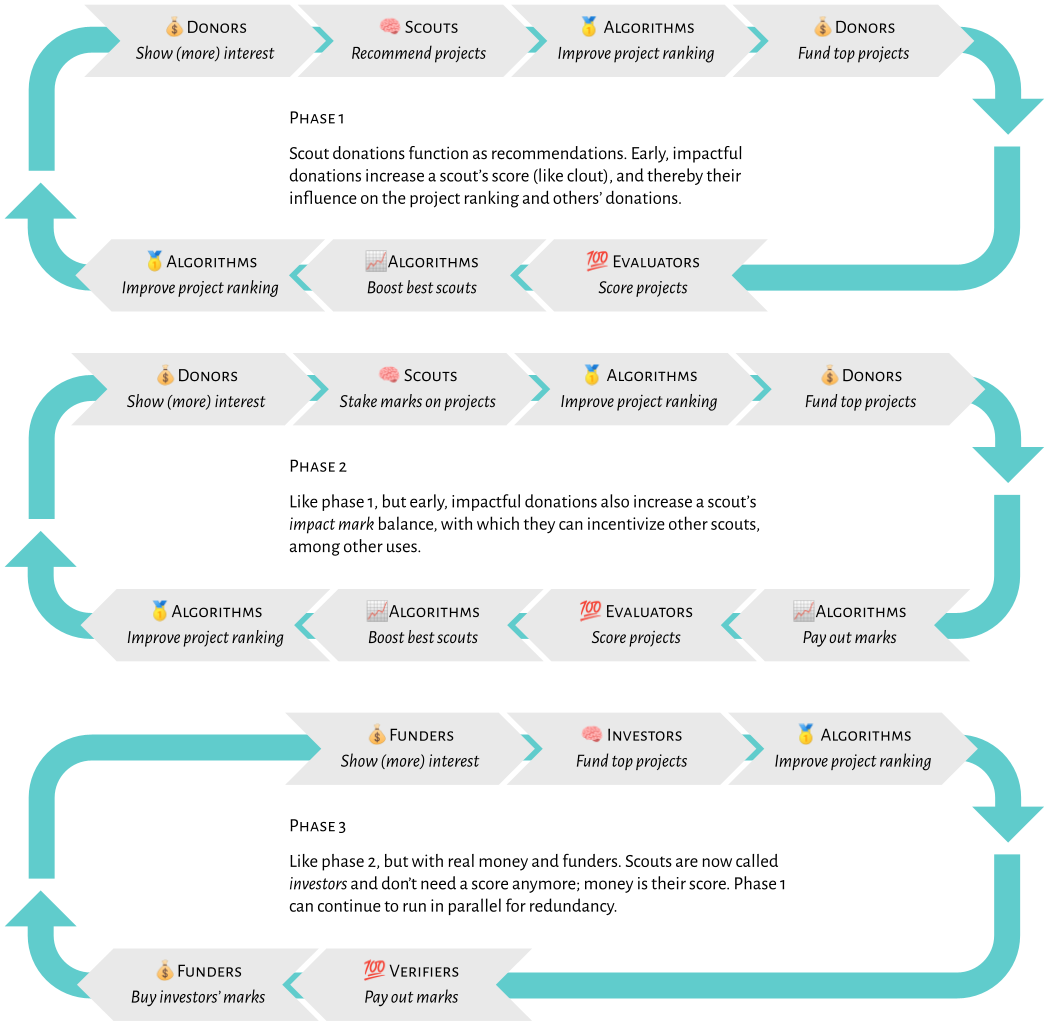 💰Donors
Show (more) interest
🧠 Scouts
Recommend projects
🥇 Algorithms
Improve project ranking
💰Donors
Fund top projects
Phase 1
Scout donations function as recommendations. Early, impactful
donations increase a scout’s score (like clout), and thereby their
influence on the project ranking and others’ donations.
🥇Algorithms
Improve project ranking
📈Algorithms
Boost best scouts
💯 Evaluators
Score projects
💰Donors
Show (more) interest
🧠 Scouts
Stake marks on projects
🥇 Algorithms
Improve project ranking
💰Donors
Fund top projects
Phase 2
Like phase 1, but early, impactful donations also increase a scout’s
impact mark balance, with which they can incentivize other scouts,
among other uses.
🥇Algorithms
Improve project ranking
📈Algorithms
Boost best scouts
💯 Evaluators
Score projects
📈Algorithms
Pay out marks
💰Funders
Show (more) interest
🧠 Investors
Fund top projects
🥇 Algorithms
Improve project ranking
Phase 3
Like phase 2, but with real money and funders. Scouts are now called
investors and don’t need a score anymore; money is their score. Phase 1
can continue to run in parallel for redundancy.
💰Funders
Buy investors’ marks
💯 Verifiers
Pay out marks